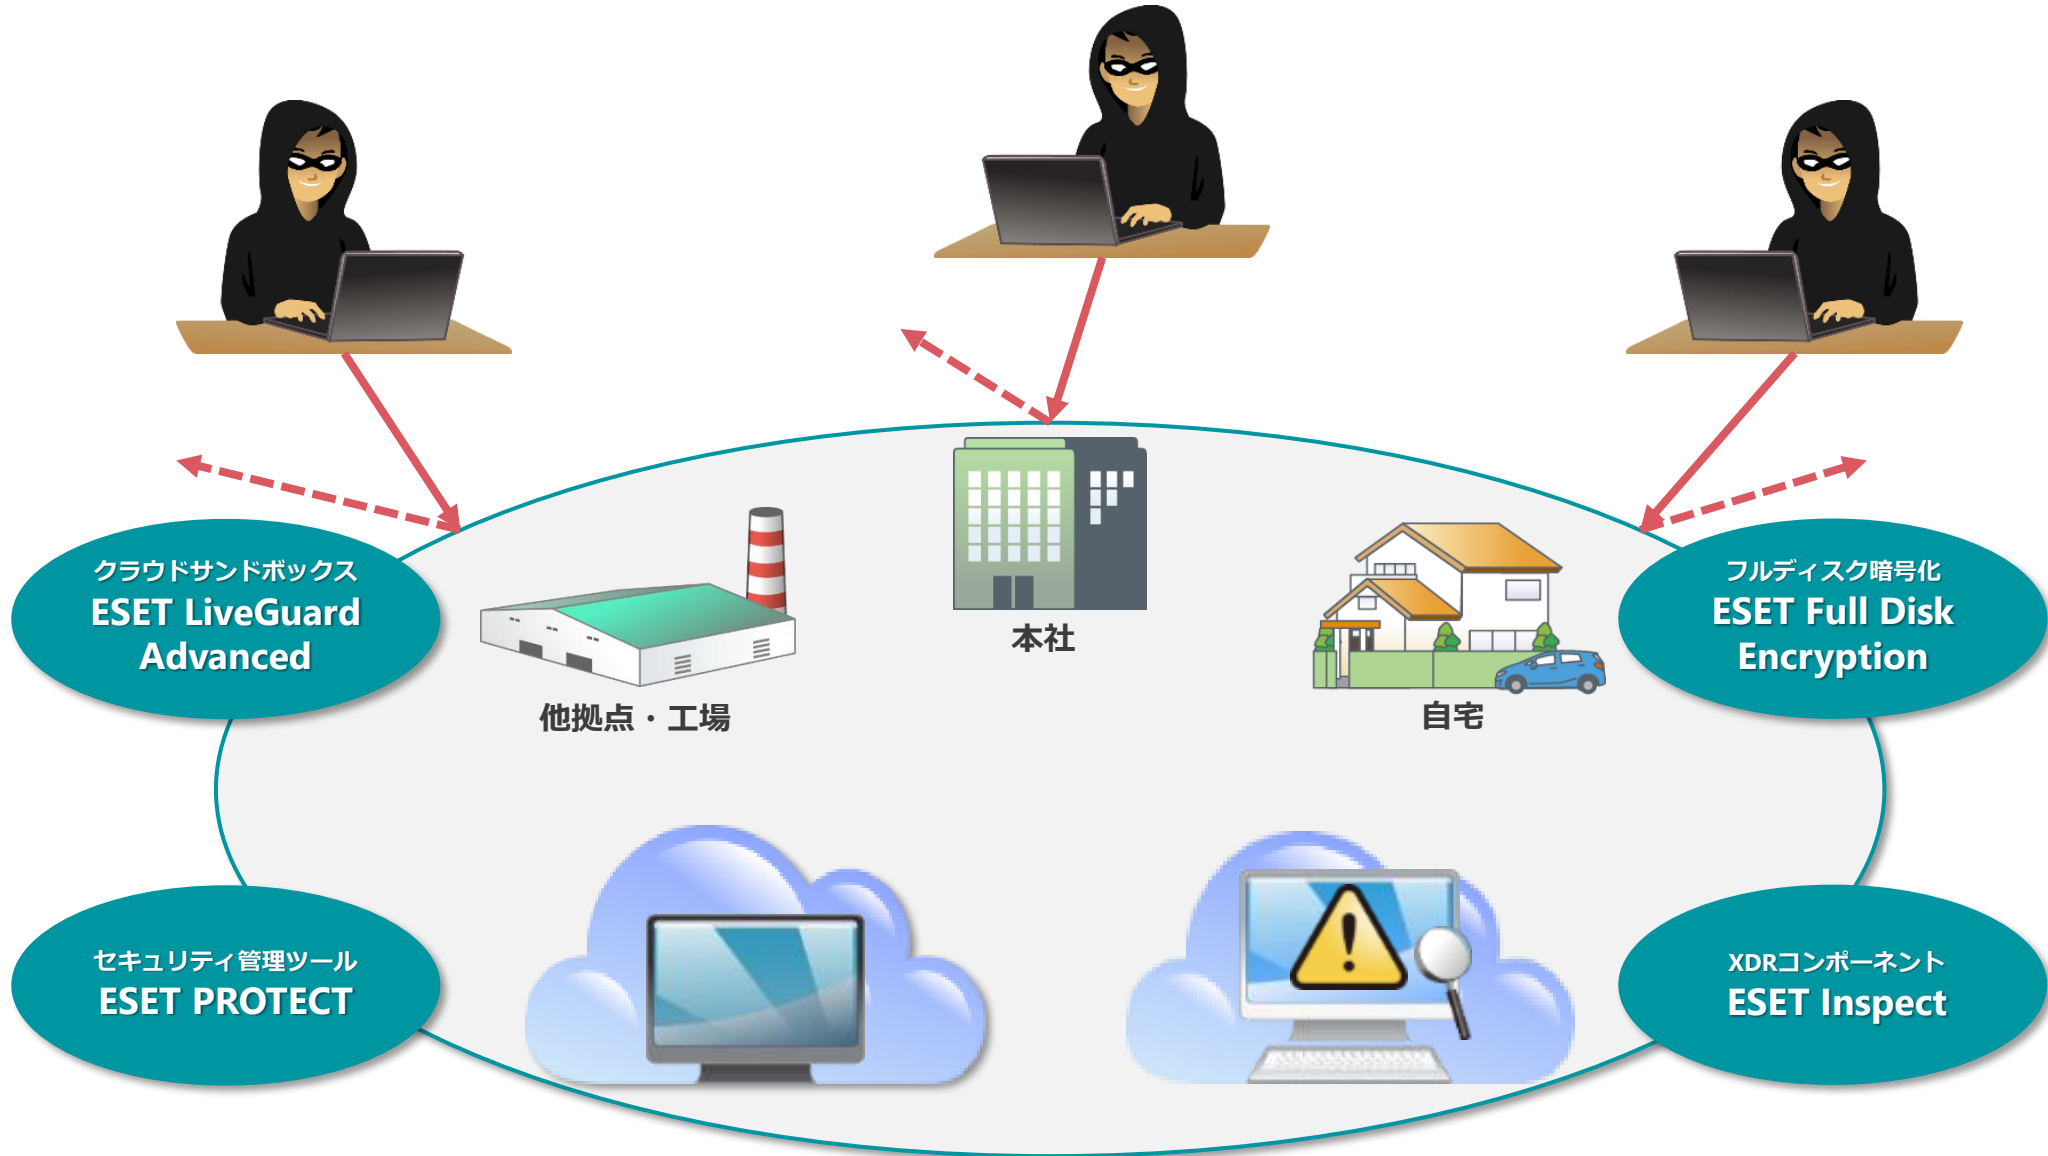 クラウドサンドボックス
ESET LiveGuard
Advanced
本社
フルディスク暗号化
ESET Full Disk
Encryption
他拠点・工場
自宅
セキュリティ管理ツール
ESET PROTECT
XDRコンポーネント
ESET Inspect